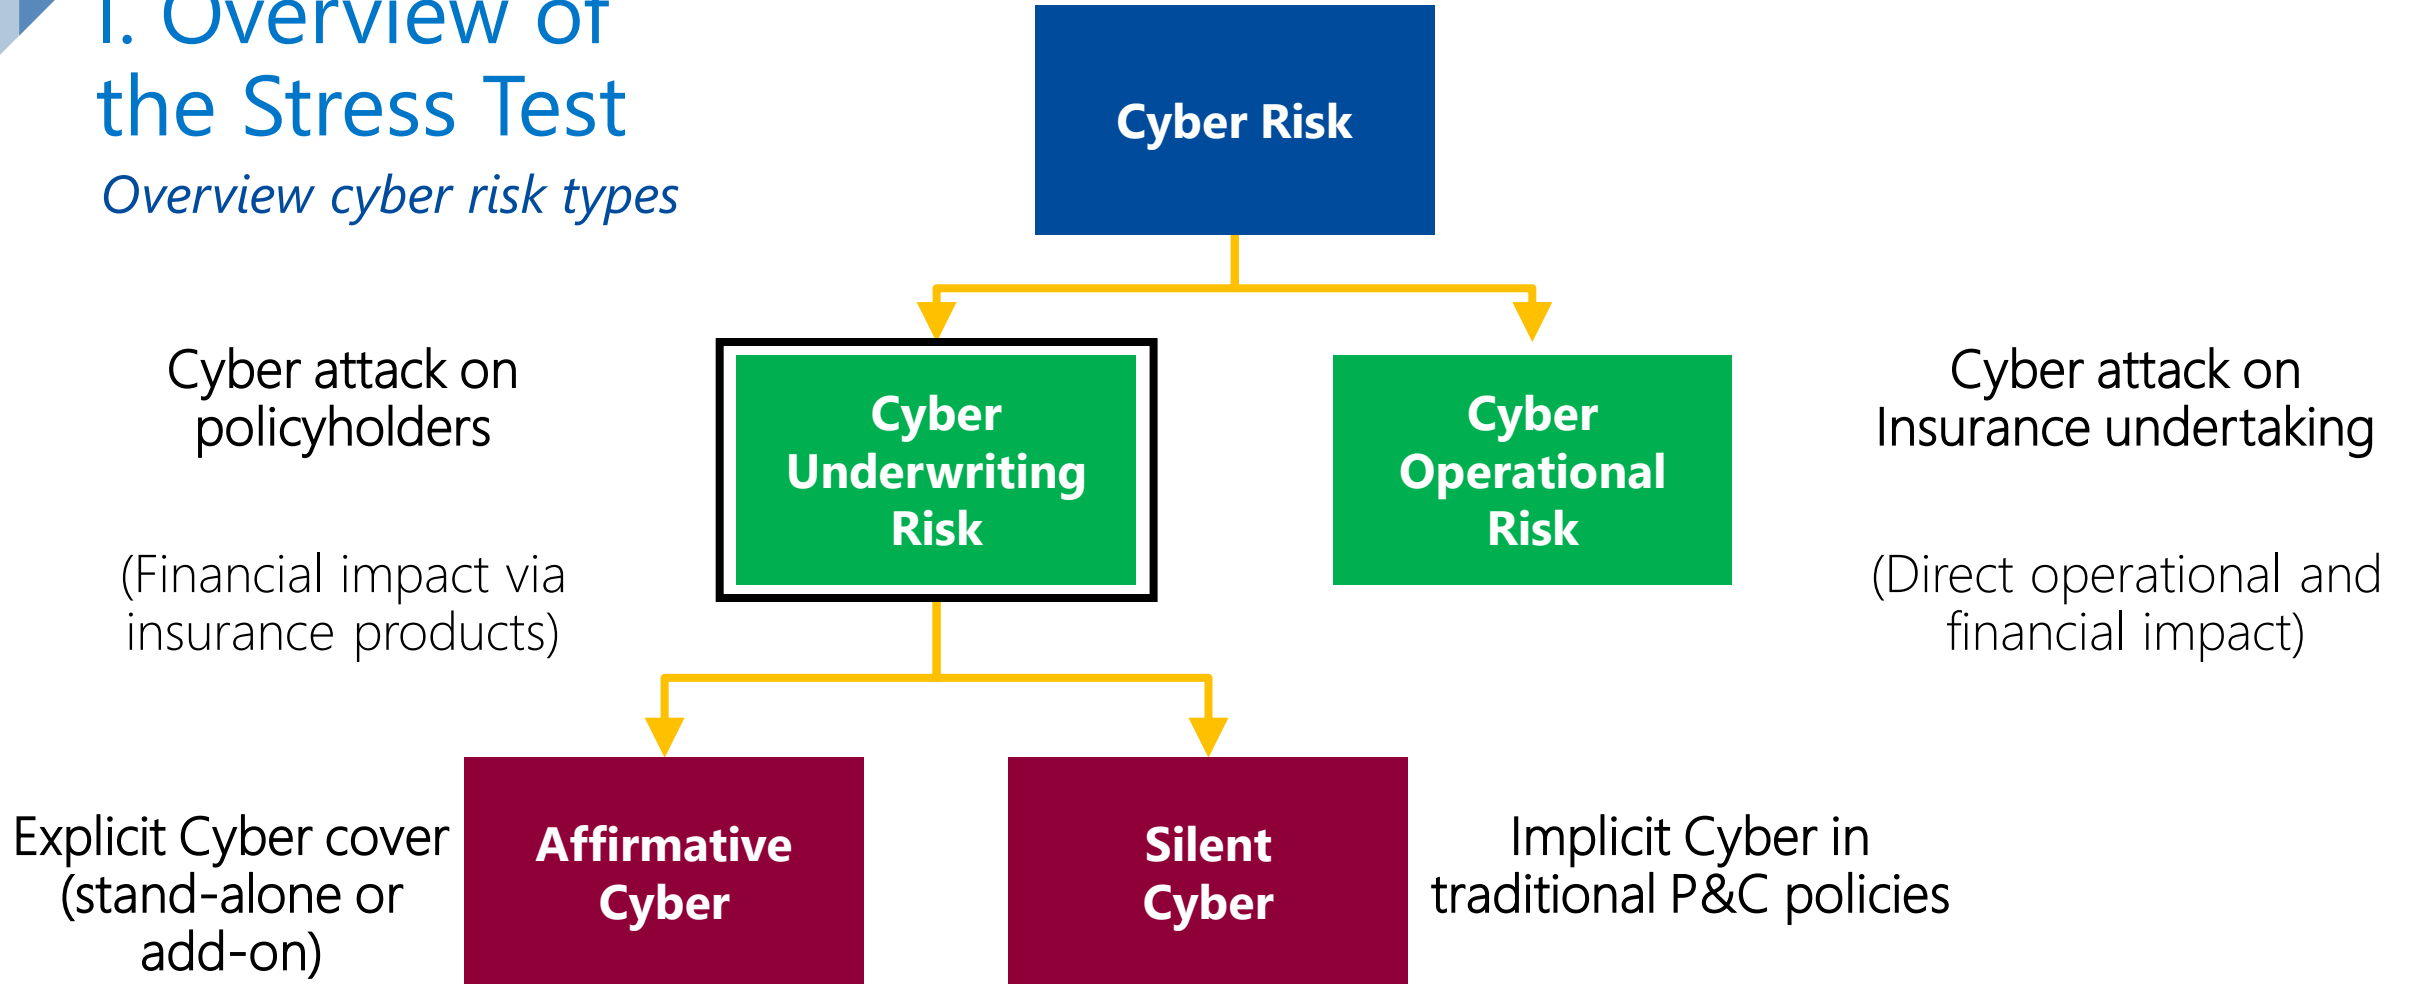 I. Overview of
the Stress Test
Overview cyber risk types
Cyber Risk
Cyber attack on
policyholders
(Financial impact via
insurance products)
Cyber
Underwriting
Risk
Cyber
Operational
Risk
Cyber attack on
Insurance undertaking
(Direct operational and
financial impact)
Explicit Cyber cover
(stand-alone or
add-on)
Affirmative
Cyber
Silent
Cyber
Implicit Cyber in
traditional P&C policies